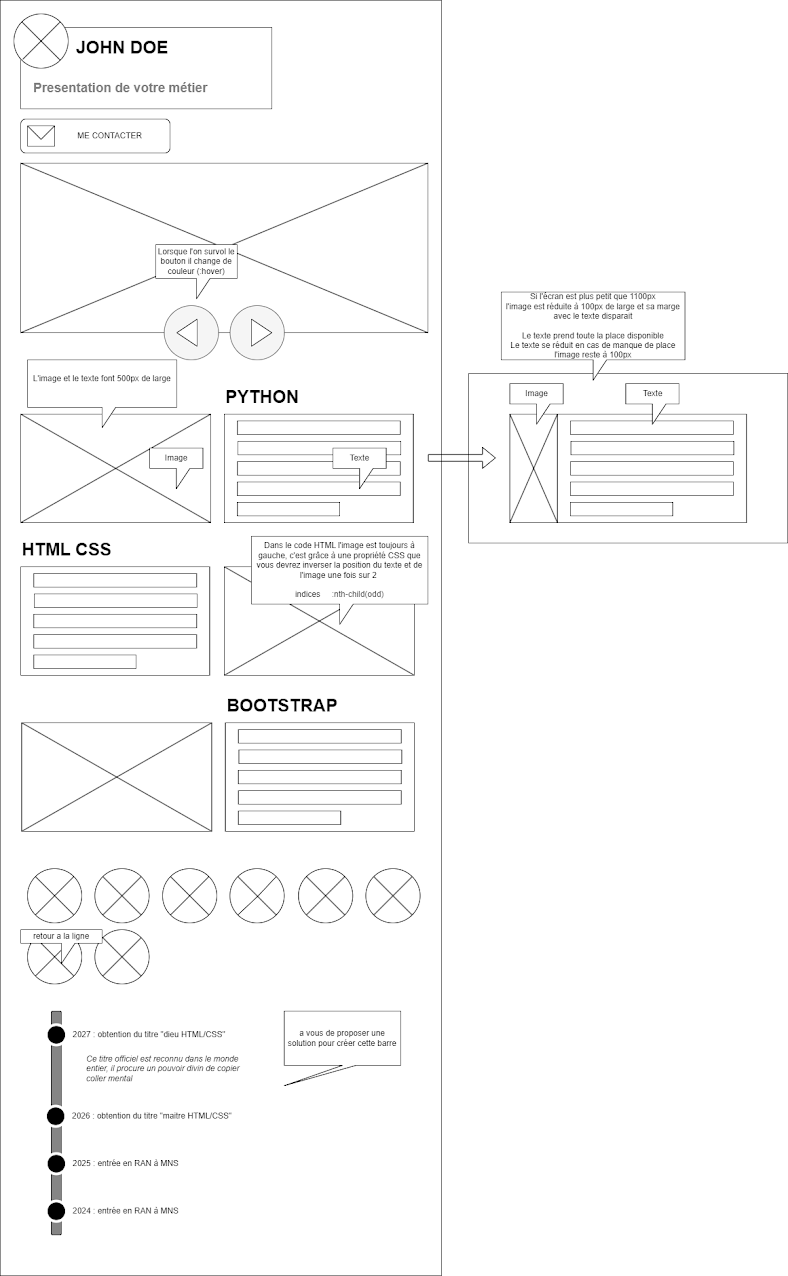 JOHN DOE
Presentation de votre métier
ME CONTACTER
Lorsque l'on survol le
bouton il change de
couleur (:hover)
Si l'écran est plus petit que 1100px
l'image est réduite à 100px de large et sa marge
avec le texte disparait
Le texte prend toute la place disponible
Le texte se réduit en cas de manque de place
l'image reste à 100px
L'image et le texte font 500px de large
PYTHON
Image
Texte
Image
Texte
HTML CSS
Dans le code HTML l'image est toujours à
gauche, c'est grâce à une propriété CSS que
vous devrez inverser la position du texte et de
l'image une fois sur 2
indices :nth-child(odd)
BOOTSTRAP
retour a la ligne
2027 : obtention du titre "dieu HTML/CSS"
Ce titre officiel est reconnu dans le monde
entier, il procure un pouvoir divin de copier
coller mental
a vous de proposer une
solution pour créer cette barre
2026 : obtention du titre "maitre HTML/CSS"
2025 : entrée en RAN à MNS
2024 : entrée en RAN à MNS